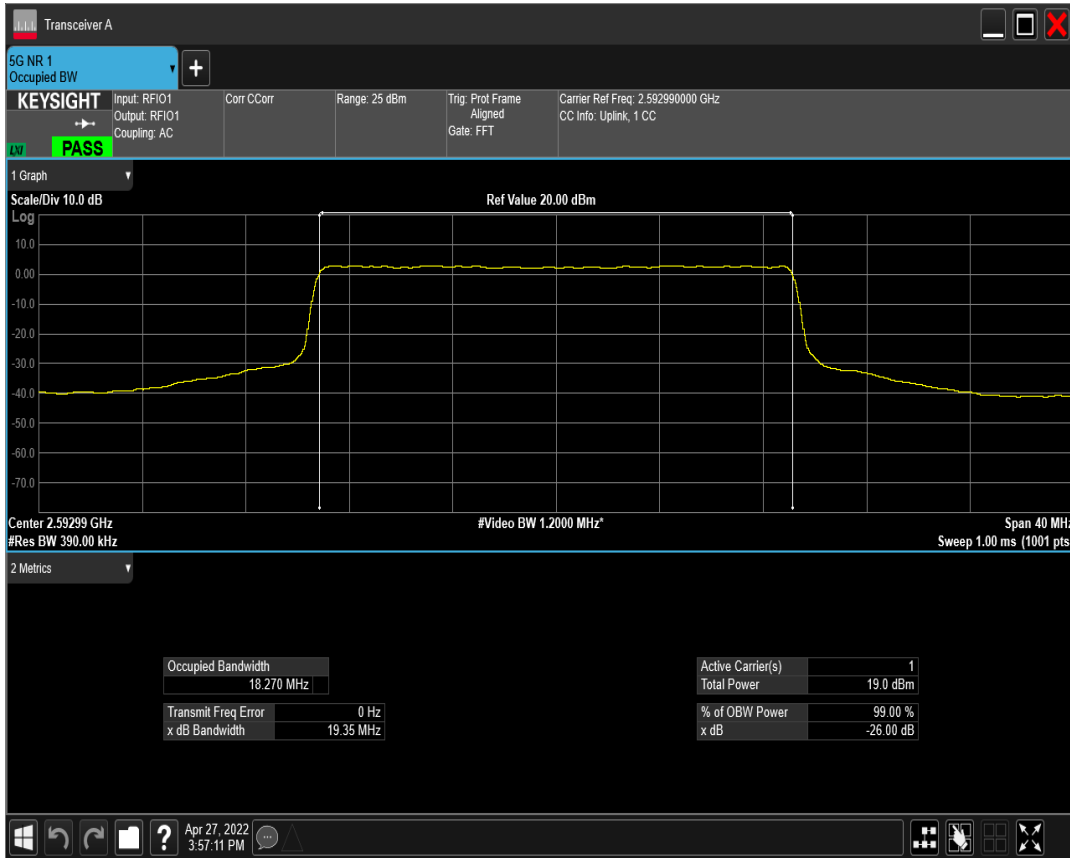 Transceiver A
5G NR 1
Occupied BW
+
KEYSIGHT
Input: RFIO1
Output: RFIO1
Coupling: AC
Corr CCorr
Range: 25 dBm
Trig: Prot Frame
Aligned
Gate: FFT
Carrier Ref Freq: 2.592990000 GHz
CC Info: Uplink, 1 CC
LXI
PASS
1 Graph
Scale/Div 10.0 dB
Ref Value 20.00 dBm
Log
10.0
0.00
-10.0
-20.0
-30.0
-40.0
-50.0
-60.0
-70.0
Center 2.59299 GHz
#Video BW 1.2000 MHz*
Span 40 MHz
#Res BW 390.00 kHz
Sweep 1.00 ms (1001 pts
2 Metrics
Occupied Bandwidth
18.270 MHz
Transmit Freq Error 0 Hz
x dB Bandwidth 19.35 MHz
Active Carrier(s) 1
Total Power 19.0 dBm
% of OBW Power 99.00 %
x dB -26.00 dB
?
Apr 27, 2022
3:57:11 PM